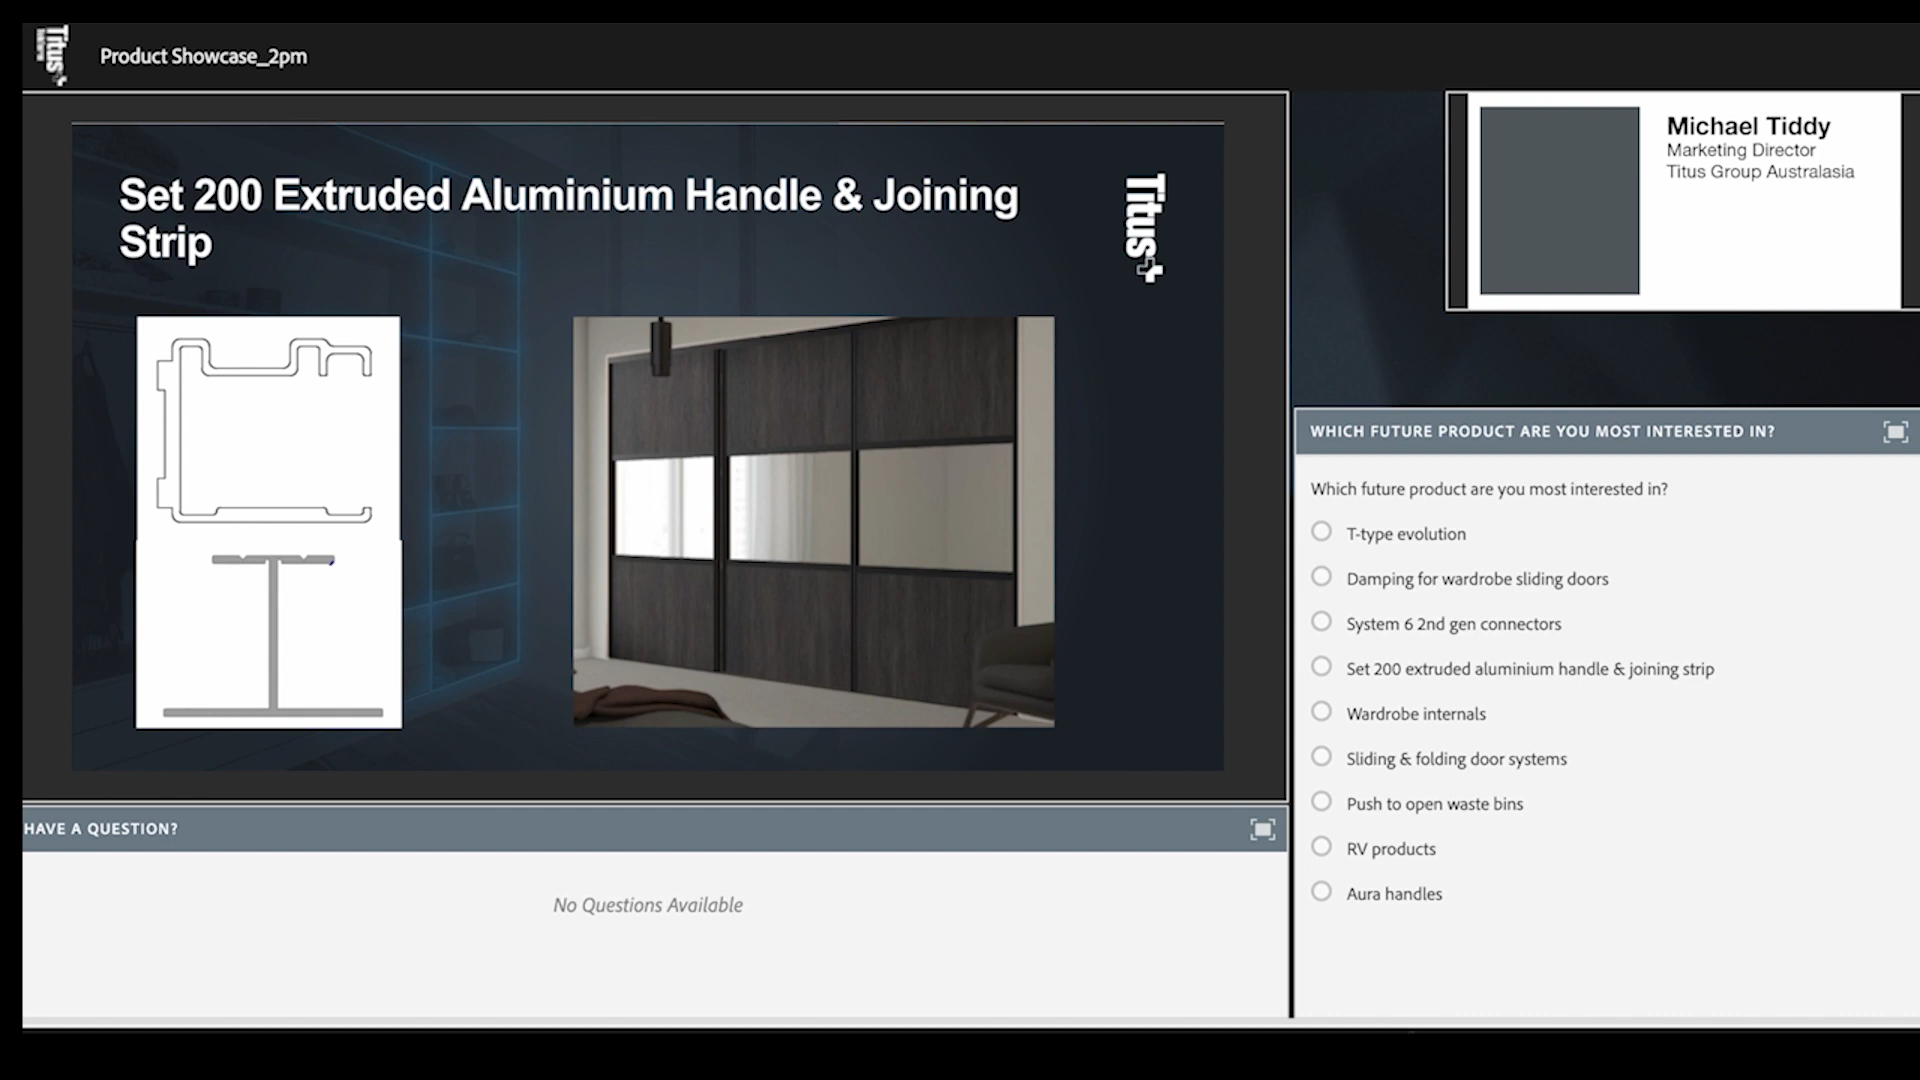 Titus+
Product Showcase_2pm
Set 200 Extruded Aluminium Handle & Joining
Strip
Titus+
Michael Tiddy
Marketing Director
Titus Group Australasia
WHICH FUTURE PRODUCT ARE YOU MOST INTERESTED IN?
Which future product are you most interested in?
T-type evolution
Damping for wardrobe sliding doors
System 6 2nd gen connectors
Set 200 extruded aluminium handle & joining strip
Wardrobe internals
Sliding & folding door systems
Push to open waste bins
RV products
Aura handles
HAVE A QUESTION?
No Questions Available